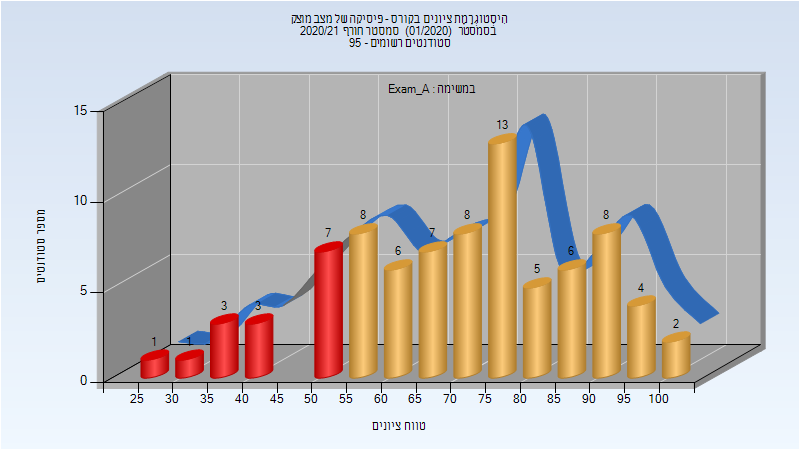 היסטוגרמת ציונים בקורס - פיסיקה של מצב מוצק
בסמסטר (01/2020) סמסטר חורף 2020/21
סטודנטים רשומים - 95
במשימה : Exam_A
מספר סטודנטים
15
10
5
0
1 1 3 3 7 8 6 7 8 13 5 6 8 4 2
25 30 35 40 45 50 55 60 65 70 75 80 85 90 95 100
טווח ציונים